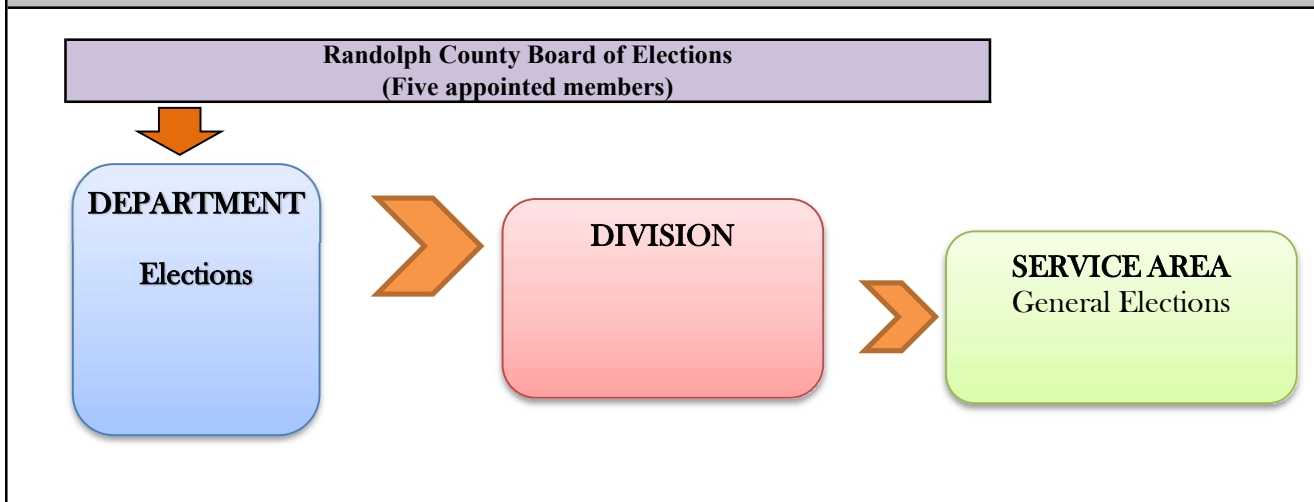 Randolph County Board of Elections
(Five appointed members)
DEPARTMENT
Elections
DIVISION
SERVICE AREA
General Elections